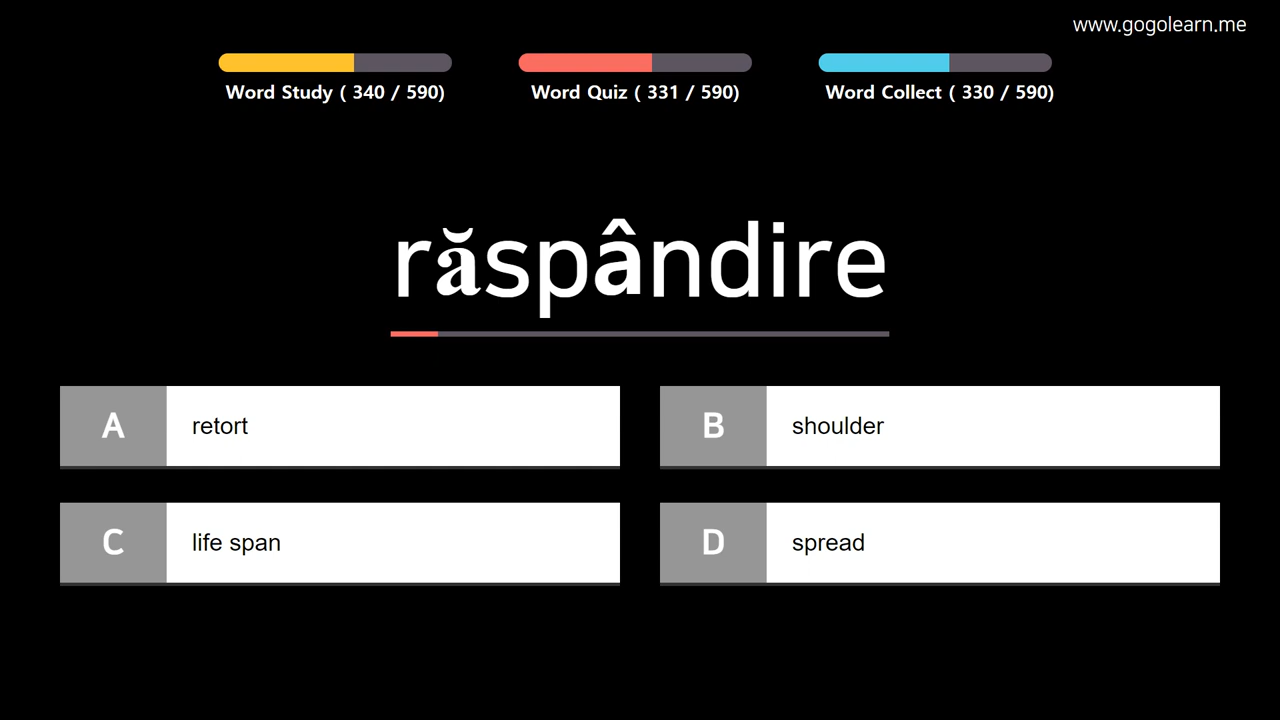 www.gogolearn.me
Word Study ( 340 / 590)
Word Quiz ( 331 / 590)
Word Collect ( 330 / 590)
răspândire
A retort
B shoulder
C life span
D spread